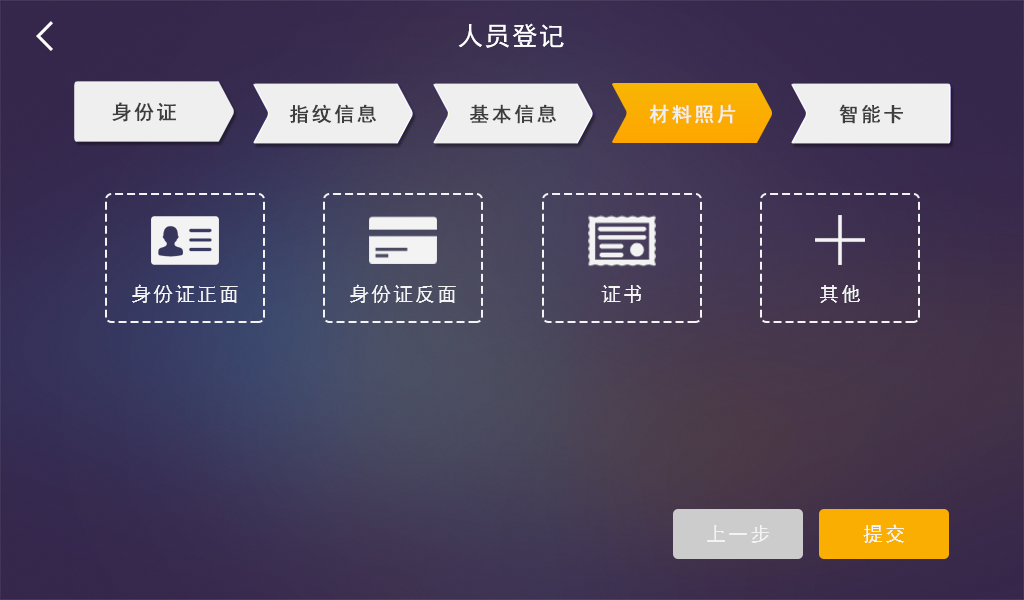 人员登记
身份证
指纹信息
基本信息
材料照片
智能卡
身份证正面
身份证反面
证书
其他
上一步
提交